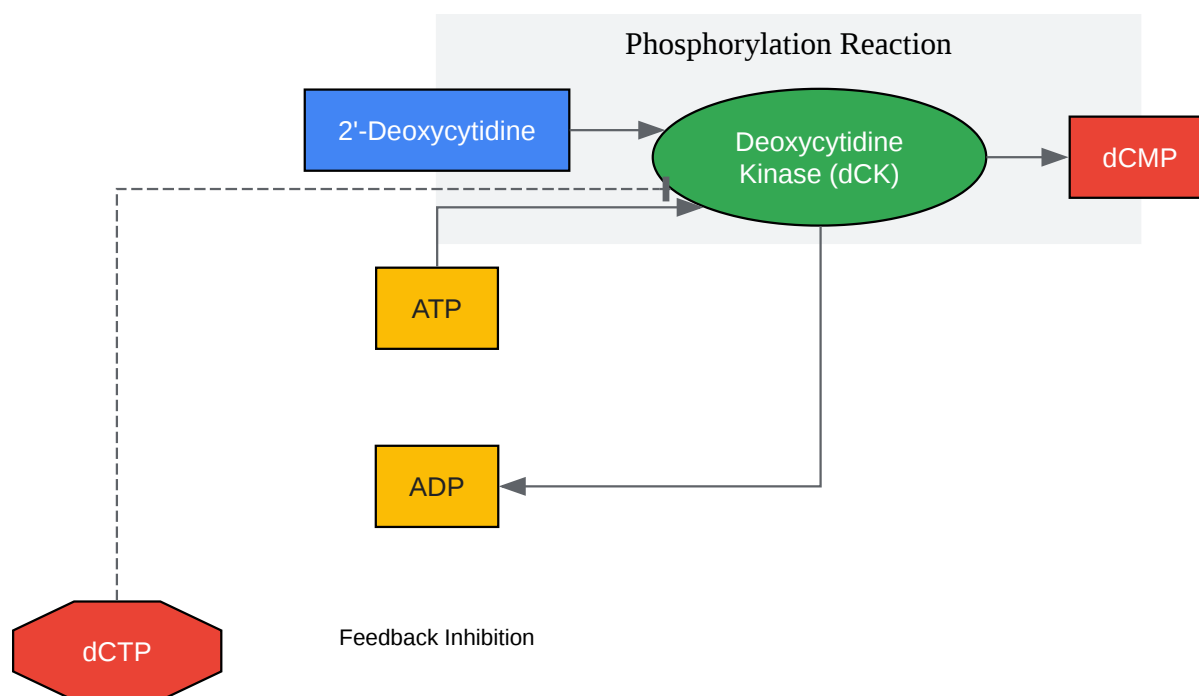 Phosphorylation Reaction
2'-Deoxycytidine
Deoxycytidine
Kinase (dCK)
dCMP
ATP
ADP
Feedback Inhibition
dCTP